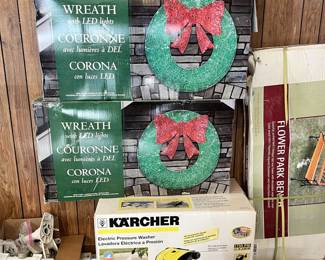 WREATH
with LED lights
COURONNE
avec lumières à DEL
CORONA
con luces LED
WREATH
with LED lights
COURONNE
avec lumières à DEL
CORONA
con luces LED
FLOWER PARK BENCH
KÄRCHER
Electric Pressure Washer
Lavadora Eléctrica a Presión